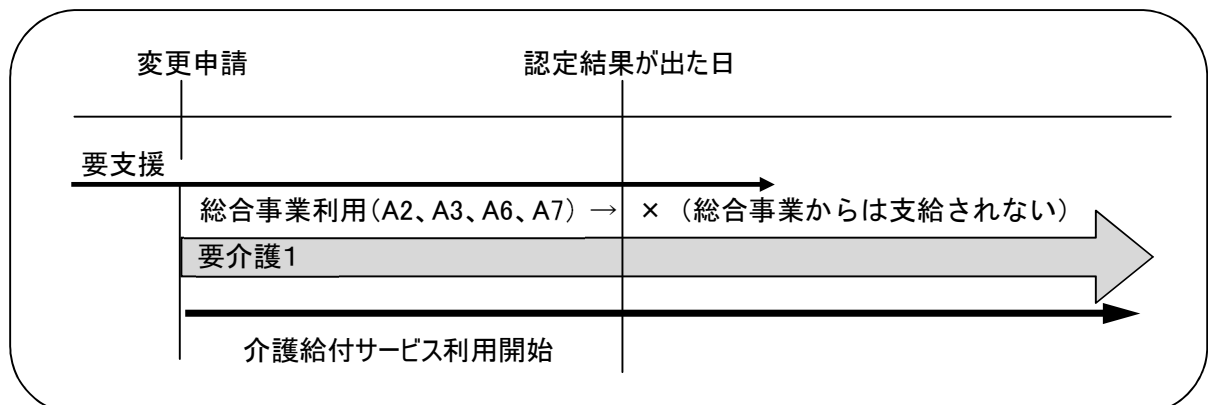 変更申請 認定結果が出た日
要支援
総合事業利用(A2、A3、A6、A7) → × (総合事業からは支給されない)
要介護1
介護給付サービス利用開始